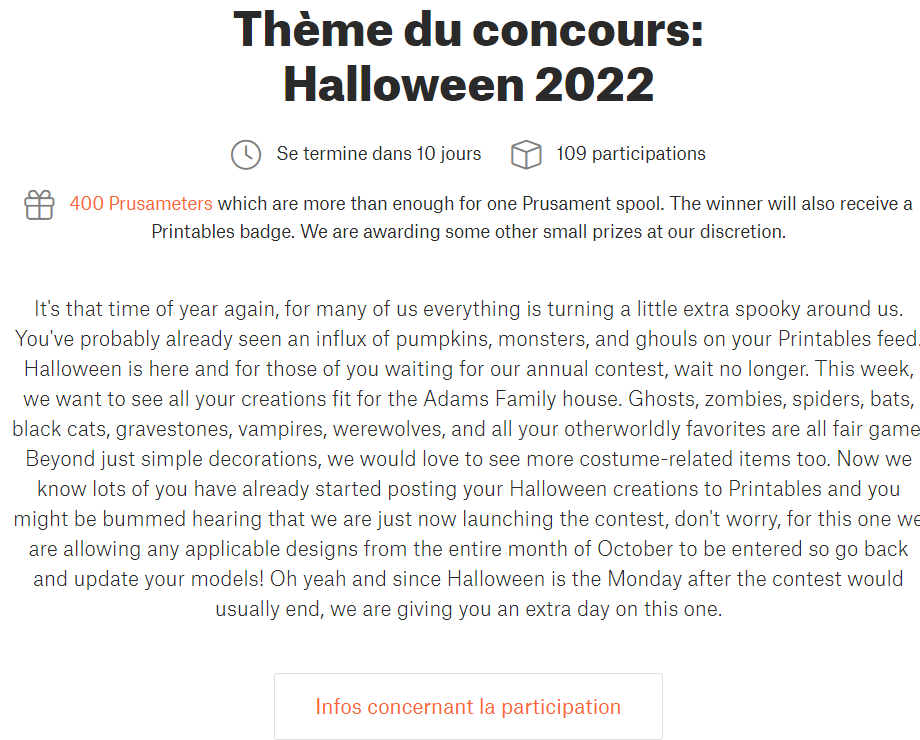 Thème du concours:
Halloween 2022
Se termine dans 10 jours 109 participations
400 Prusameters which are more than enough for one Prusament spool. The winner will also receive a
Printables badge. We are awarding some other small prizes at our discretion.
It's that time of year again, for many of us everything is turning a little extra spooky around us.
You've probably already seen an influx of pumpkins, monsters, and ghouls on your Printables feed.
Halloween is here and for those of you waiting for our annual contest, wait no longer. This week,
we want to see all your creations fit for the Adams Family house. Ghosts, zombies, spiders, bats,
black cats, gravestones, vampires, werewolves, and all your otherworldly favorites are all fair game
Beyond just simple decorations, we would love to see more costume-related items too. Now we
know lots of you have already started posting your Halloween creations to Printables and you
might be bummed hearing that we are just now launching the contest, don't worry, for this one we
are allowing any applicable designs from the entire month of October to be entered so go back
and update your models! Oh yeah and since Halloween is the Monday after the contest would
usually end, we are giving you an extra day on this one.
Infos concernant la participation